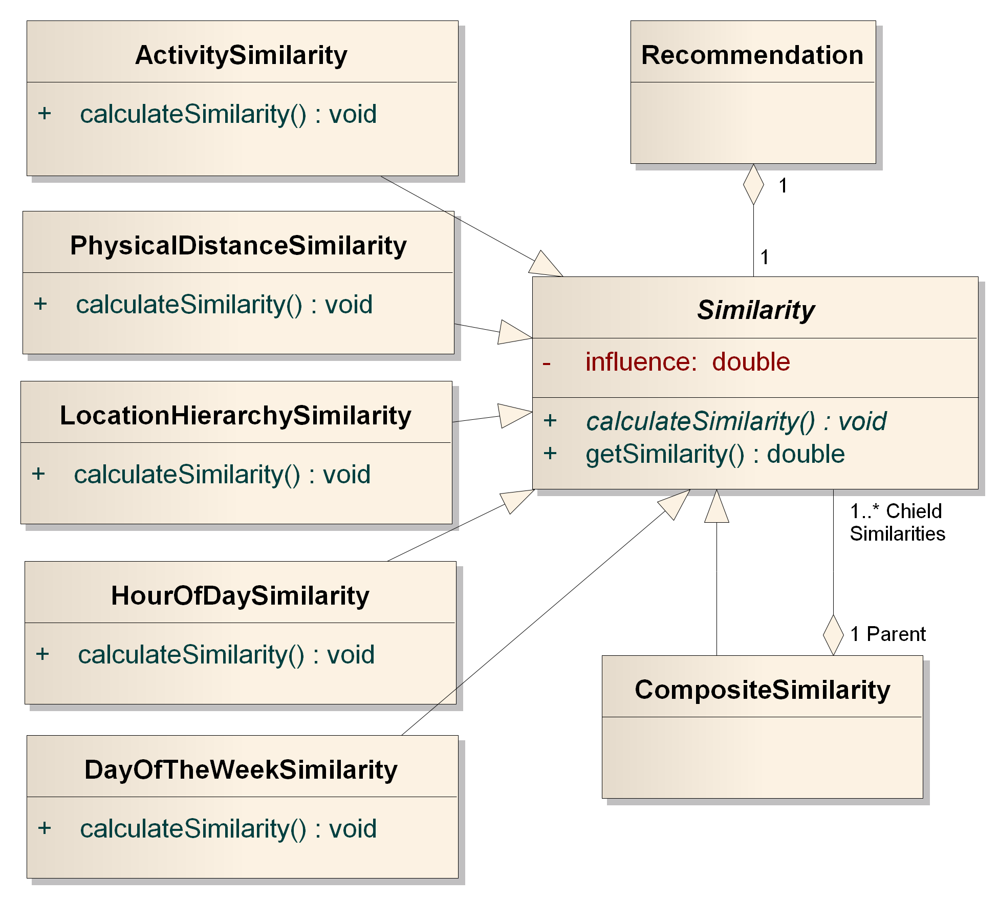 ActivitySimilarity
+ calculateSimilarity() : void
PhysicalDistanceSimilarity
+ calculateSimilarity() : void
LocationHierarchySimilarity
+ calculateSimilarity() : void
HourOfDaySimilarity
+ calculateSimilarity() : void
DayOfTheWeekSimilarity
+ calculateSimilarity() : void
Recommendation
1
1
Similarity
- influence: double
+ calculateSimilarity() : void
+ getSimilarity() : double
1..* Chield
Similarities
1 Parent
CompositeSimilarity